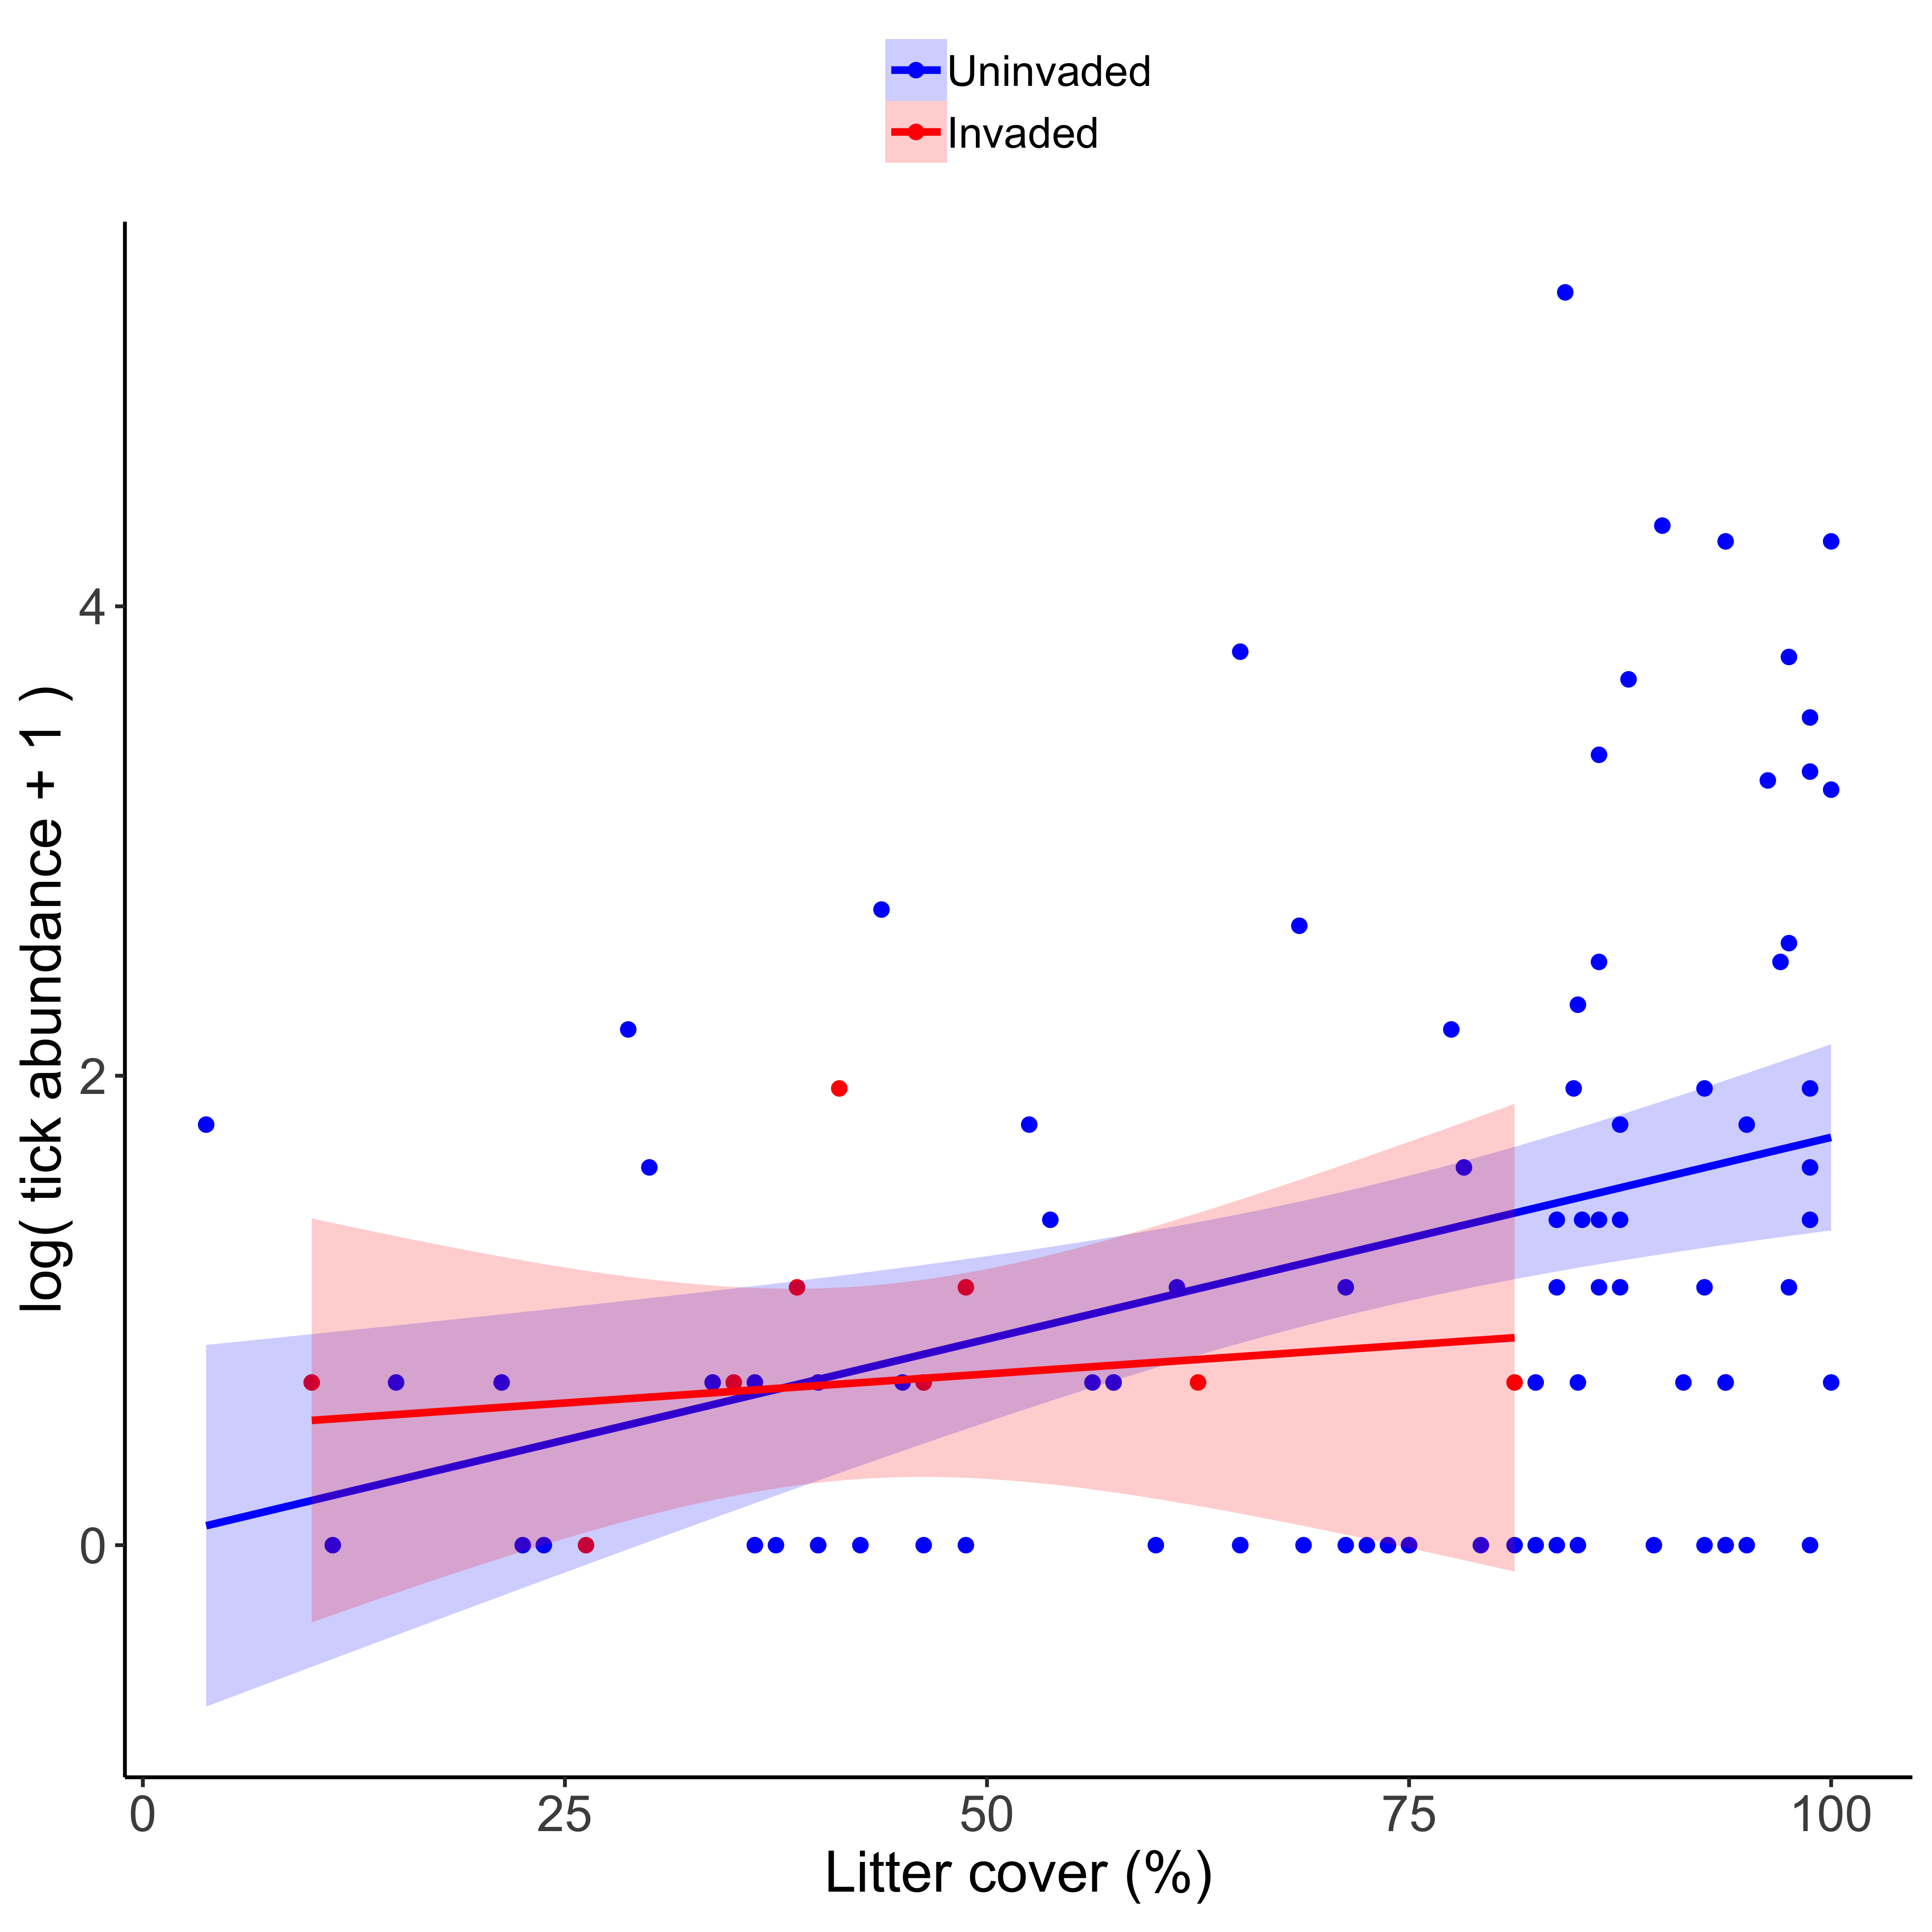 Uninvaded
Invaded
log( tick abundance + 1 )
4
2
0
0 25 50 75 100
Litter cover (%)